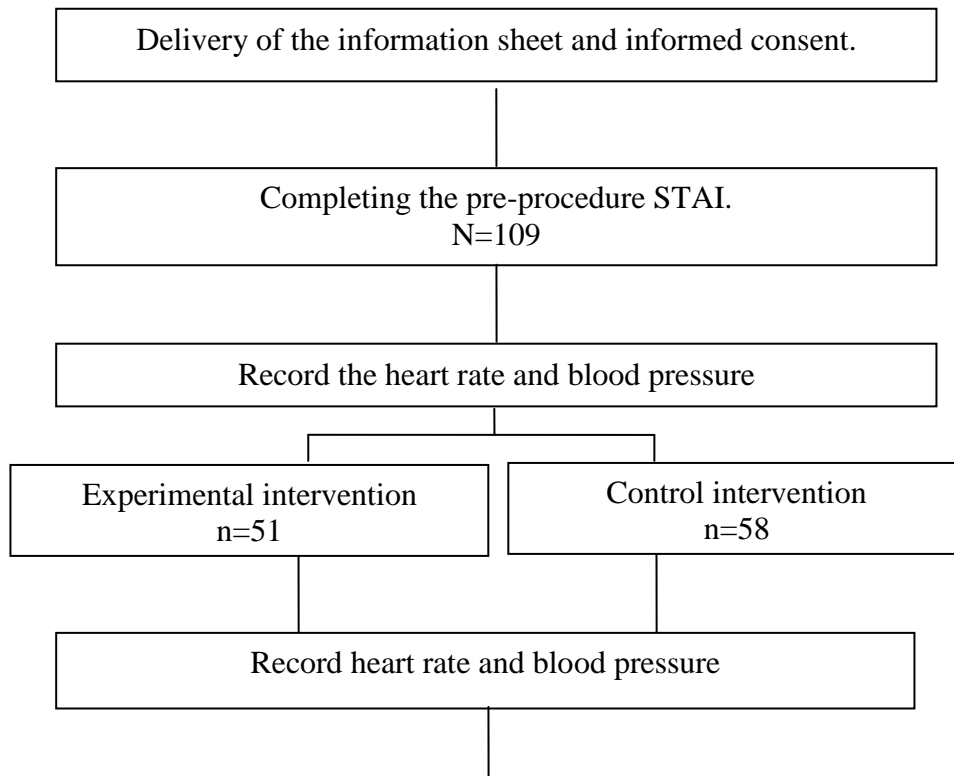 Delivery of the information sheet and informed consent.
Completing the pre-procedure STAI.
N=109
Record the heart rate and blood pressure
Experimental intervention
n=51
Control intervention
n=58
Record heart rate and blood pressure